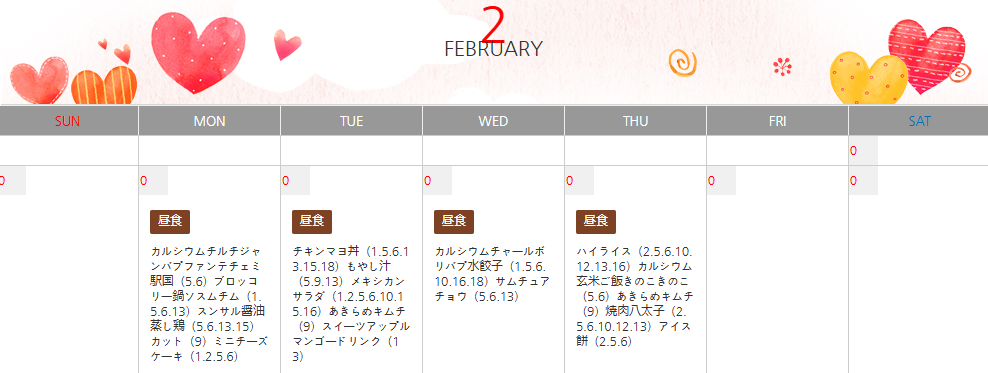 2
FEBRUARY
SUN MON TUE WED THU FRI SAT
0
0 0 0 0 0 0 0
昼食
カルシウムチルチジャ
ンバプファンテチェミ
駅国（5.6）ブロッコ
リー鍋ソスムチム（1.
5.6.13）スンサル醤油
蒸し鶏（5.6.13.15）
カット（9）ミニチーズ
ケーキ（1.2.5.6）
昼食
チキンマヨ丼（1.5.6.1
3.15.18）もやし汁
（5.9.13）メキシカン
サラダ（1.2.5.6.10.1
5.16）あきらめキムチ
（9）スイーツアップル
マンゴードリンク（1
3）
昼食
カルシウムチャールボ
リバプ水餃子（1.5.6.
10.16.18）サムチュア
チョウ（5.6.13）
昼食
ハイライス（2.5.6.10.
12.13.16）カルシウム
玄米ご飯きのこきのこ
（5.6）あきらめキムチ
（9）焼肉八太子（2.
5.6.10.12.13）アイス
餅（2.5.6）